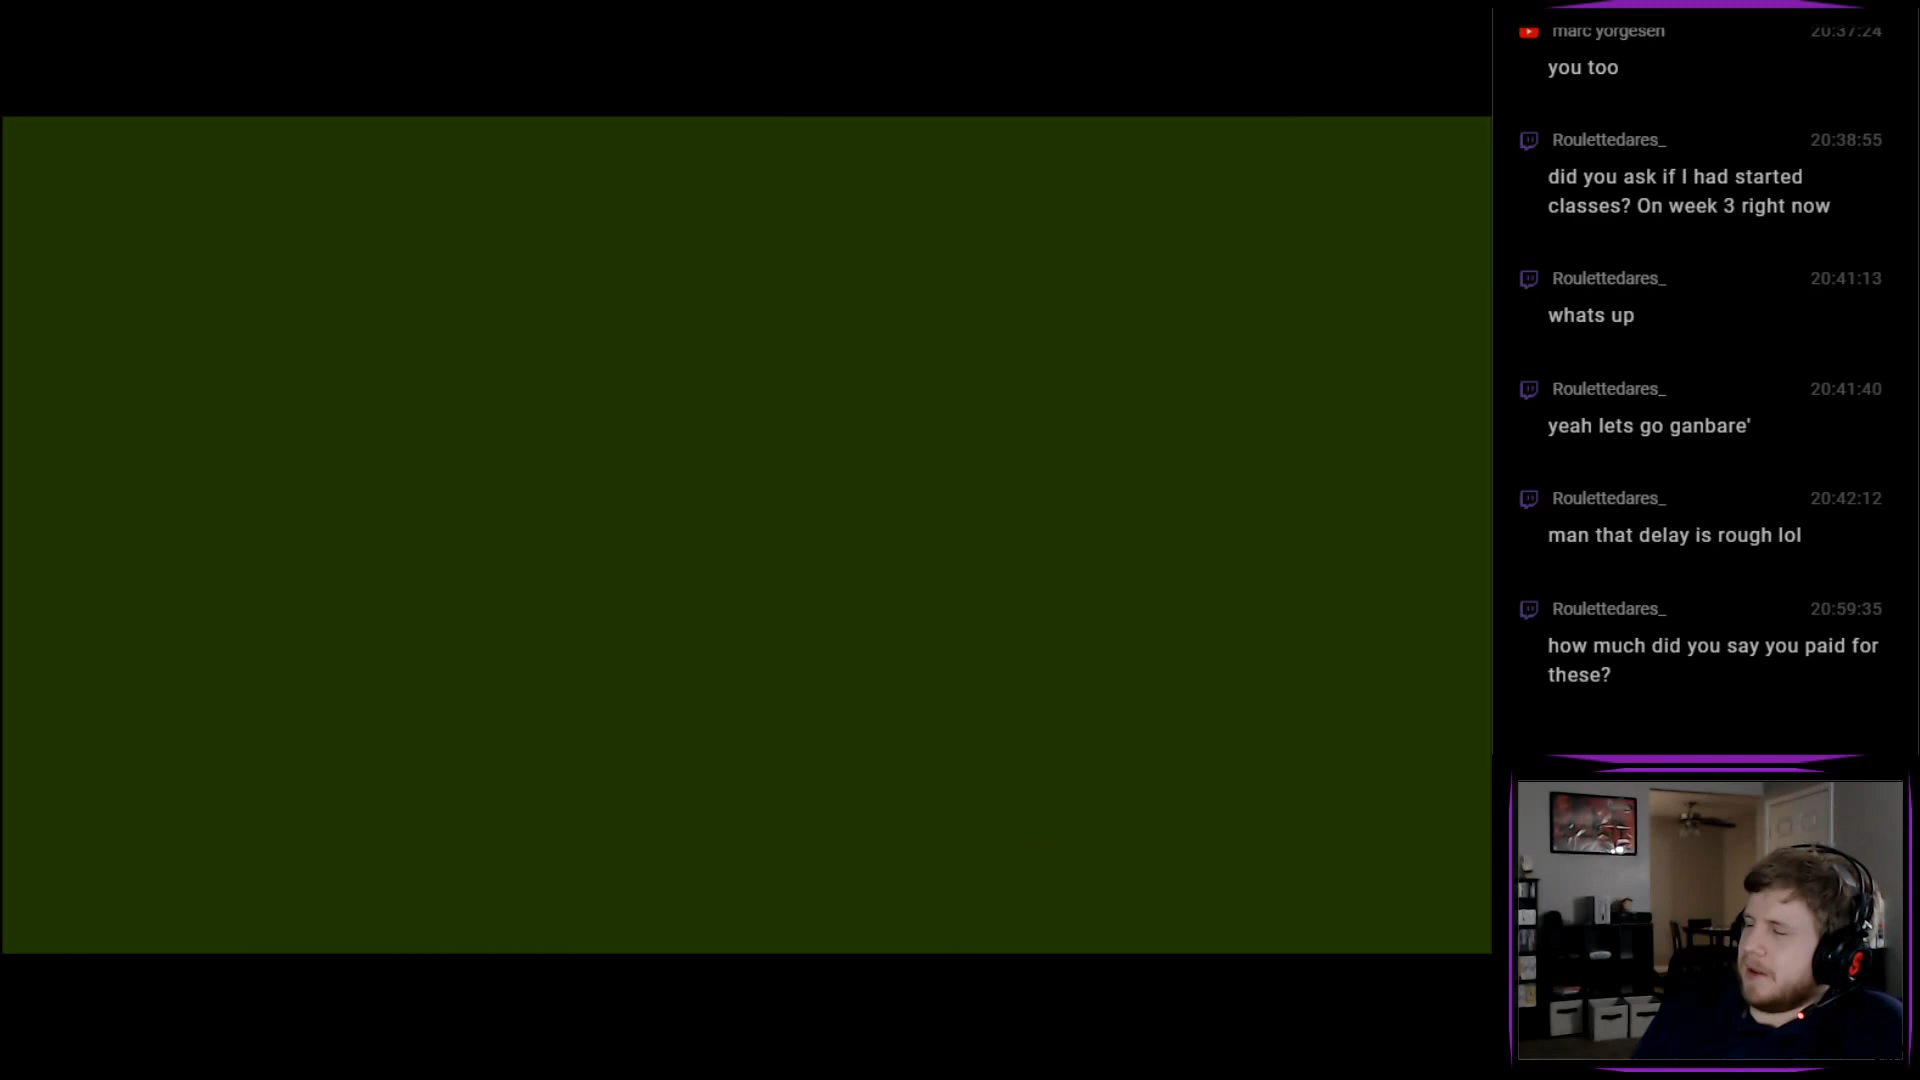 marc yorgesen 20:37:24
you too
Roulettedares_ 20:38:55
did you ask if I had started
classes? On week 3 right now
Roulettedares_ 20:41:13
whats up
Roulettedares_ 20:41:40
yeah lets go ganbare'
Roulettedares_ 20:42:12
man that delay is rough lol
Roulettedares_ 20:59:35
how much did you say you paid for
these?